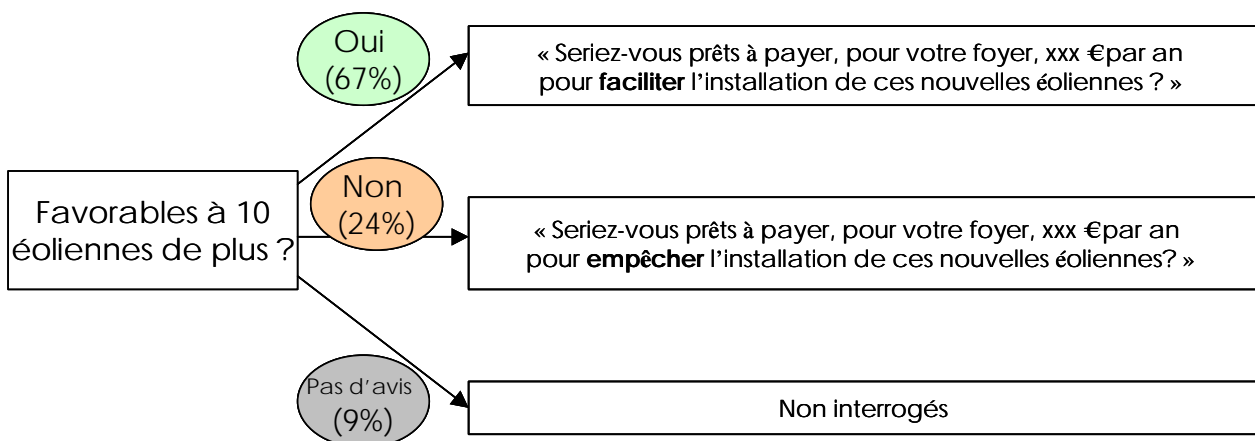 Oui
(67%)
« Seriez-vous prêts à payer, pour votre foyer, xxx €par an
pour faciliter l'installation de ces nouvelles éoliennes ? »
Favorables à 10
éoliennes de plus ?
Non
(24%)
« Seriez-vous prêts à payer, pour votre foyer, xxx €par an
pour empêcher l'installation de ces nouvelles éoliennes? »
Pas d'avis
(9%)
Non interrogés